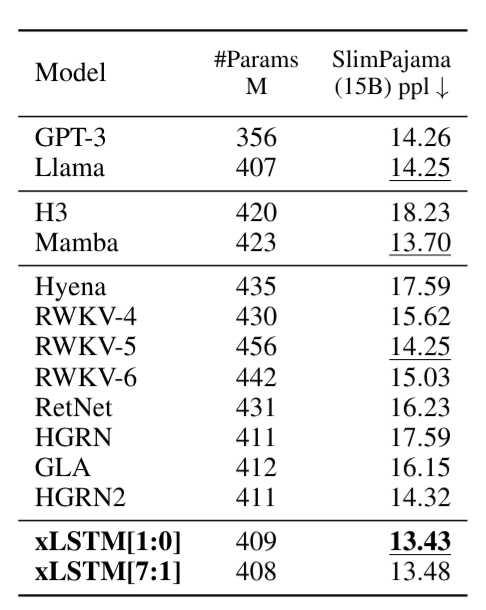 Model #Params M SlimPajama (15B) ppl ↓
GPT-3 356 14.26
Llama 407 14.25
H3 420 18.23
Mamba 423 13.70
Hyena 435 17.59
RWKV-4 430 15.62
RWKV-5 456 14.25
RWKV-6 442 15.03
RetNet 431 16.23
HGRN 411 17.59
GLA 412 16.15
HGRN2 411 14.32
xLSTM[1:0] 409 13.43
xLSTM[7:1] 408 13.48